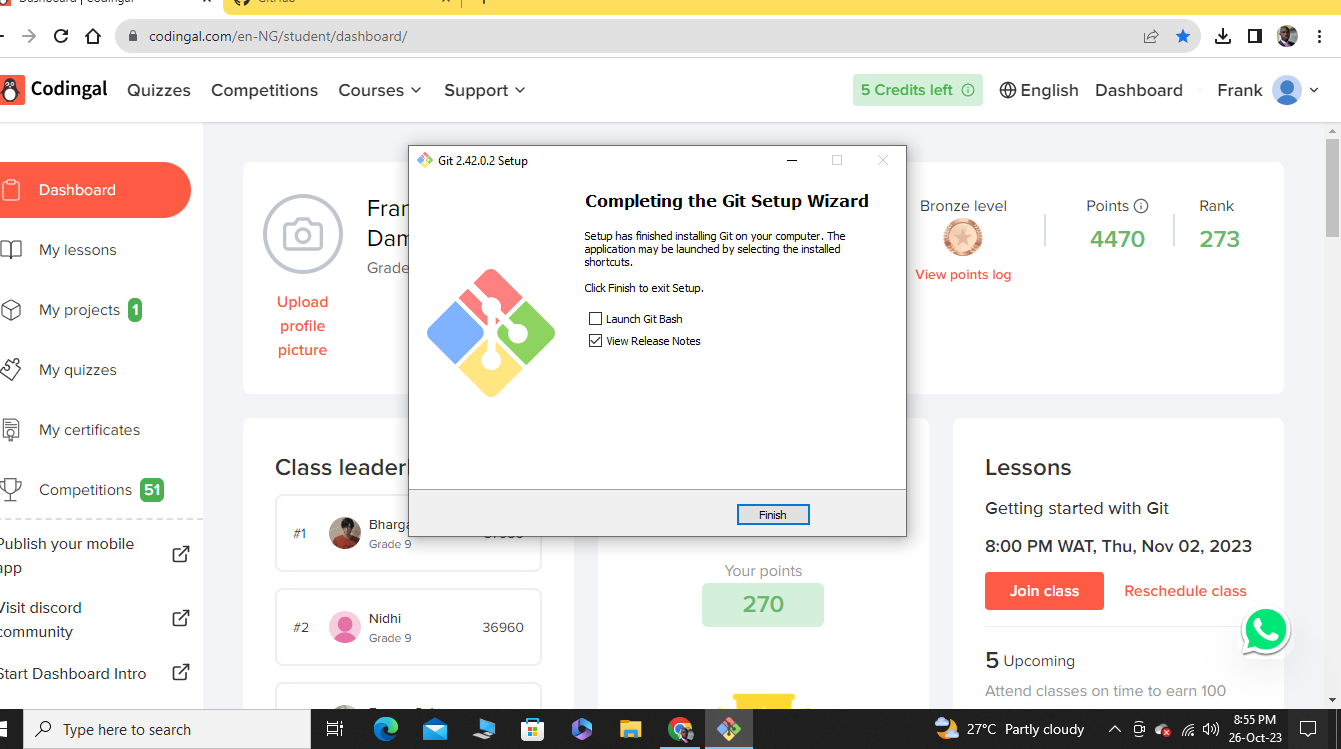 Dashboard | Codingal
GitHub
codingal.com/en-NG/student/dashboard/
Codingal
Quizzes
Competitions
Courses
Support
5 Credits left
English
Dashboard
Frank
Dashboard
My lessons
My projects 1
My quizzes
My certificates
Competitions 51
Publish your mobile
app
Visit discord
community
Start Dashboard Intro
Upload
profile
picture
Grade
Git 2.42.0.2 Setup
Completing the Git Setup Wizard
Setup has finished installing Git on your computer. The
application may be launched by selecting the installed
shortcuts.
Click Finish to exit Setup.
Launch Git Bash
View Release Notes
Finish
Bronze level
View points log
Points
4470
Rank
273
Class leader
#1
Bharga
Grade 9
#2
Nidhi
Grade 9
36960
Your points
270
Lessons
Getting started with Git
8:00 PM WAT, Thu, Nov 02, 2023
Join class
Reschedule class
5 Upcoming
Attend classes on time to earn 100
Type here to search
27°C Partly cloudy
8:55 PM
26-Oct-23